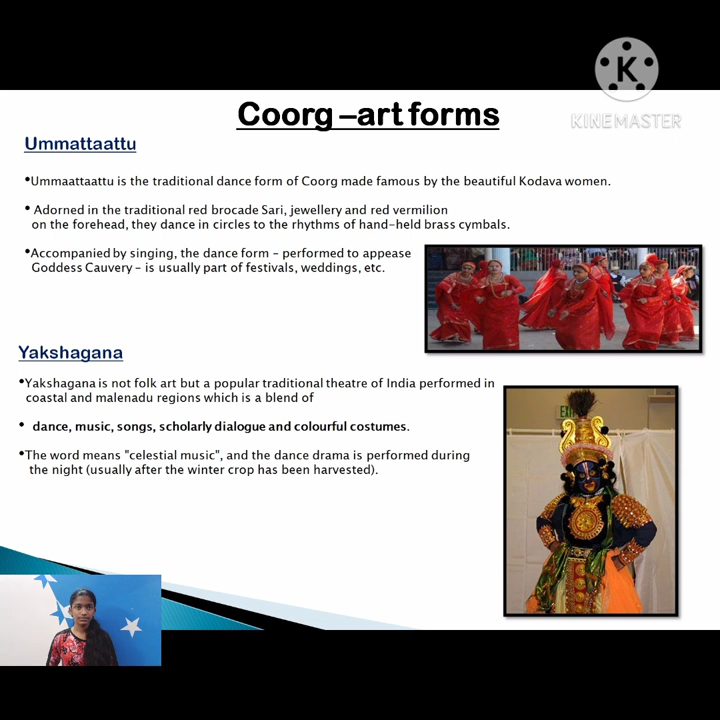 K
KINEMASTER
Coorg –art forms
Ummattaattu
•Ummaattaattu is the traditional dance form of Coorg made famous by the beautiful Kodava women.
• Adorned in the traditional red brocade Sari, jewellery and red vermilion
on the forehead, they dance in circles to the rhythms of hand-held brass cymbals.
•Accompanied by singing, the dance form – performed to appease
Goddess Cauvery – is usually part of festivals, weddings, etc.
Yakshagana
•Yakshagana is not folk art but a popular traditional theatre of India performed in
coastal and malenadu regions which is a blend of
• dance, music, songs, scholarly dialogue and colourful costumes.
•The word means "celestial music", and the dance drama is performed during
the night (usually after the winter crop has been harvested).